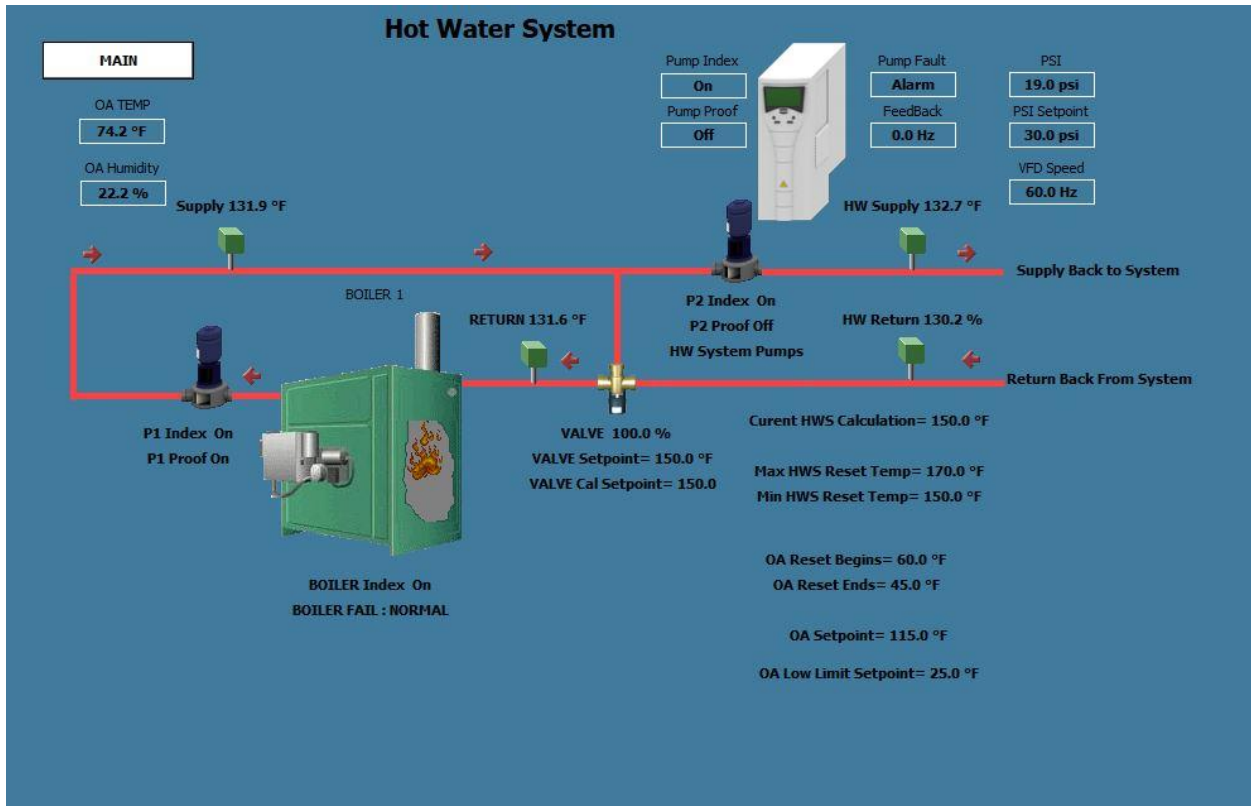 Hot Water System
MAIN
OA TEMP
74.2 °F
OA Humidity
22.2 %
Pump Index
On
Pump Proof
Off
Pump Fault
Alarm
FeedBack
0.0 Hz
PSI
19.0 psi
PSI Setpoint
30.0 psi
VFD Speed
60.0 Hz
Supply 131.9 °F
HW Supply 132.7 °F
Supply Back to System
BOILER 1
RETURN 131.6 °F
P2 Index On
P2 Proof Off
HW System Pumps
HW Return 130.2 %
Return Back From System
P1 Index On
P1 Proof On
VALVE 100.0 %
VALVE Setpoint= 150.0 °F
VALVE Cal Setpoint= 150.0
Curent HWS Calculation= 150.0 °F
Max HWS Reset Temp= 170.0 °F
Min HWS Reset Temp= 150.0 °F
OA Reset Begins= 60.0 °F
OA Reset Ends= 45.0 °F
OA Setpoint= 115.0 °F
OA Low Limit Setpoint= 25.0 °F
BOILER Index On
BOILER FAIL : NORMAL